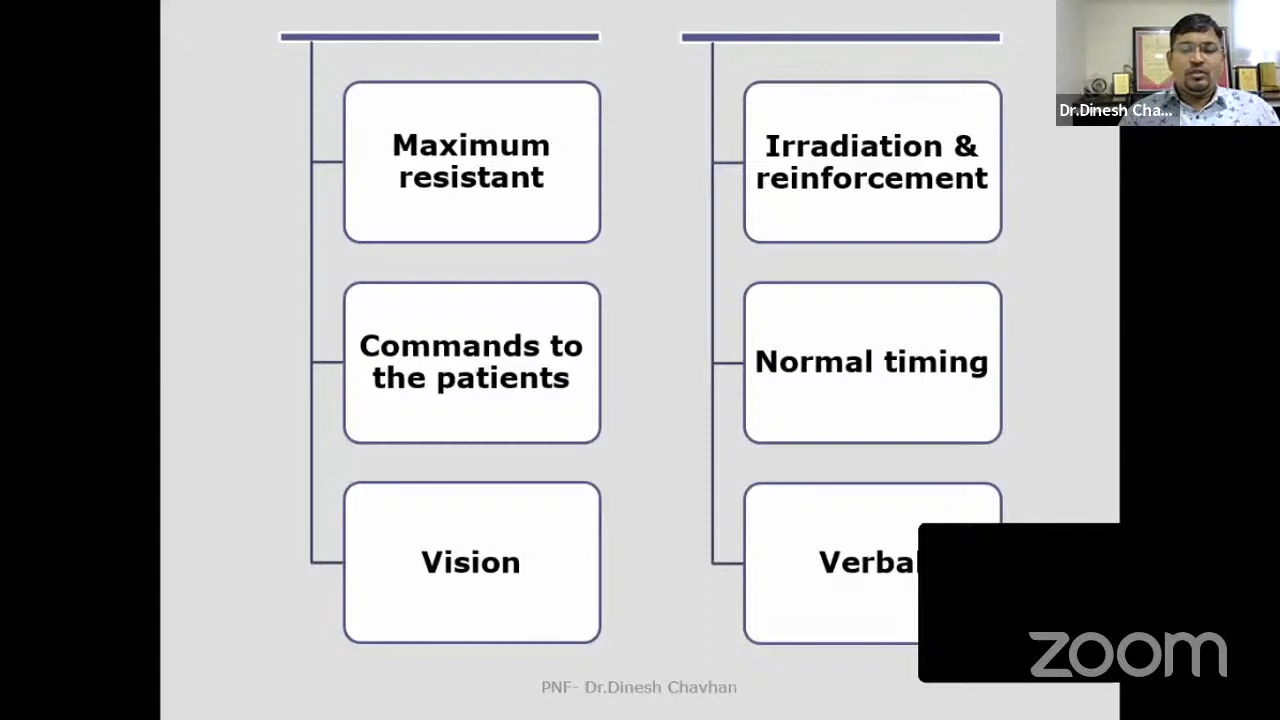 Maximum
resistant
Commands to
the patients
Vision
Irradiation &
reinforcement
Normal timing
Verbal
PNF- Dr.Dinesh Chavhan
Dr.Dinesh Cha...
zoom